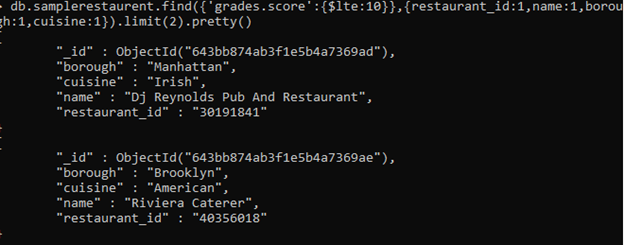 > db.samplerestaurent.find({'grades.score':{$lte:10}},{restaurant_id:1,name:1,borou
gh:1,cuisine:1}).limit(2).pretty()
{
"_id" : ObjectId("643bb874ab3f1e5b4a7369ad"),
"borough" : "Manhattan",
"cuisine" : "Irish",
"name" : "Dj Reynolds Pub And Restaurant",
"restaurant_id" : "30191841"
}
{
"_id" : ObjectId("643bb874ab3f1e5b4a7369ae"),
"borough" : "Brooklyn",
"cuisine" : "American",
"name" : "Riviera Caterer",
"restaurant_id" : "40356018"
}